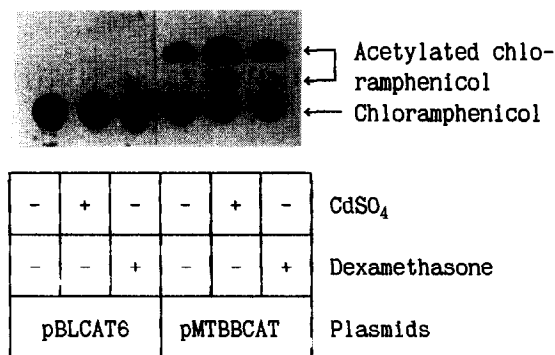 Acetylated chlo-
ramphenicol
Chloramphenicol
- + - - + - CdSO₄
- - + - - + Dexamethasone
pBLCAT6 pMTBBCAT Plasmids